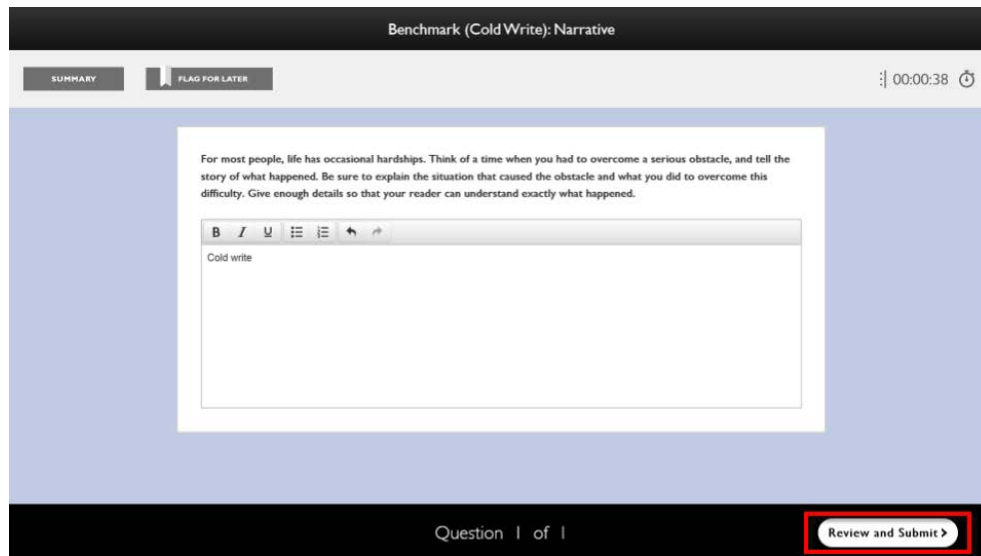 Benchmark (Cold Write): Narrative
SUMMARY
FLAG FOR LATER
00:00:38
For most people, life has occasional hardships. Think of a time when you had to overcome a serious obstacle, and tell the
story of what happened. Be sure to explain the situation that caused the obstacle and what you did to overcome this
difficulty. Give enough details so that your reader can understand exactly what happened.
B I U
Cold write
Question 1 of 1
Review and Submit >